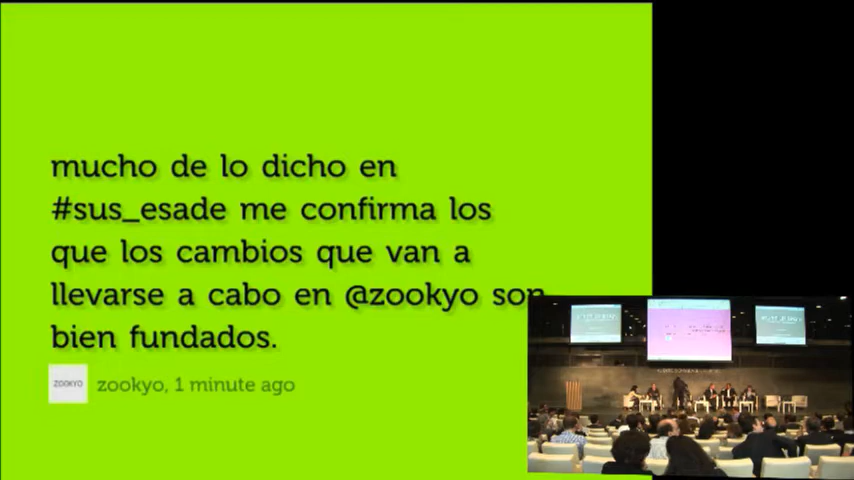 mucho de lo dicho en
#sus_esade me confirma los
que los cambios que van a
llevarse a cabo en @zookyo son
bien fundados.
ZOOKYO
zookyo, 1 minute ago